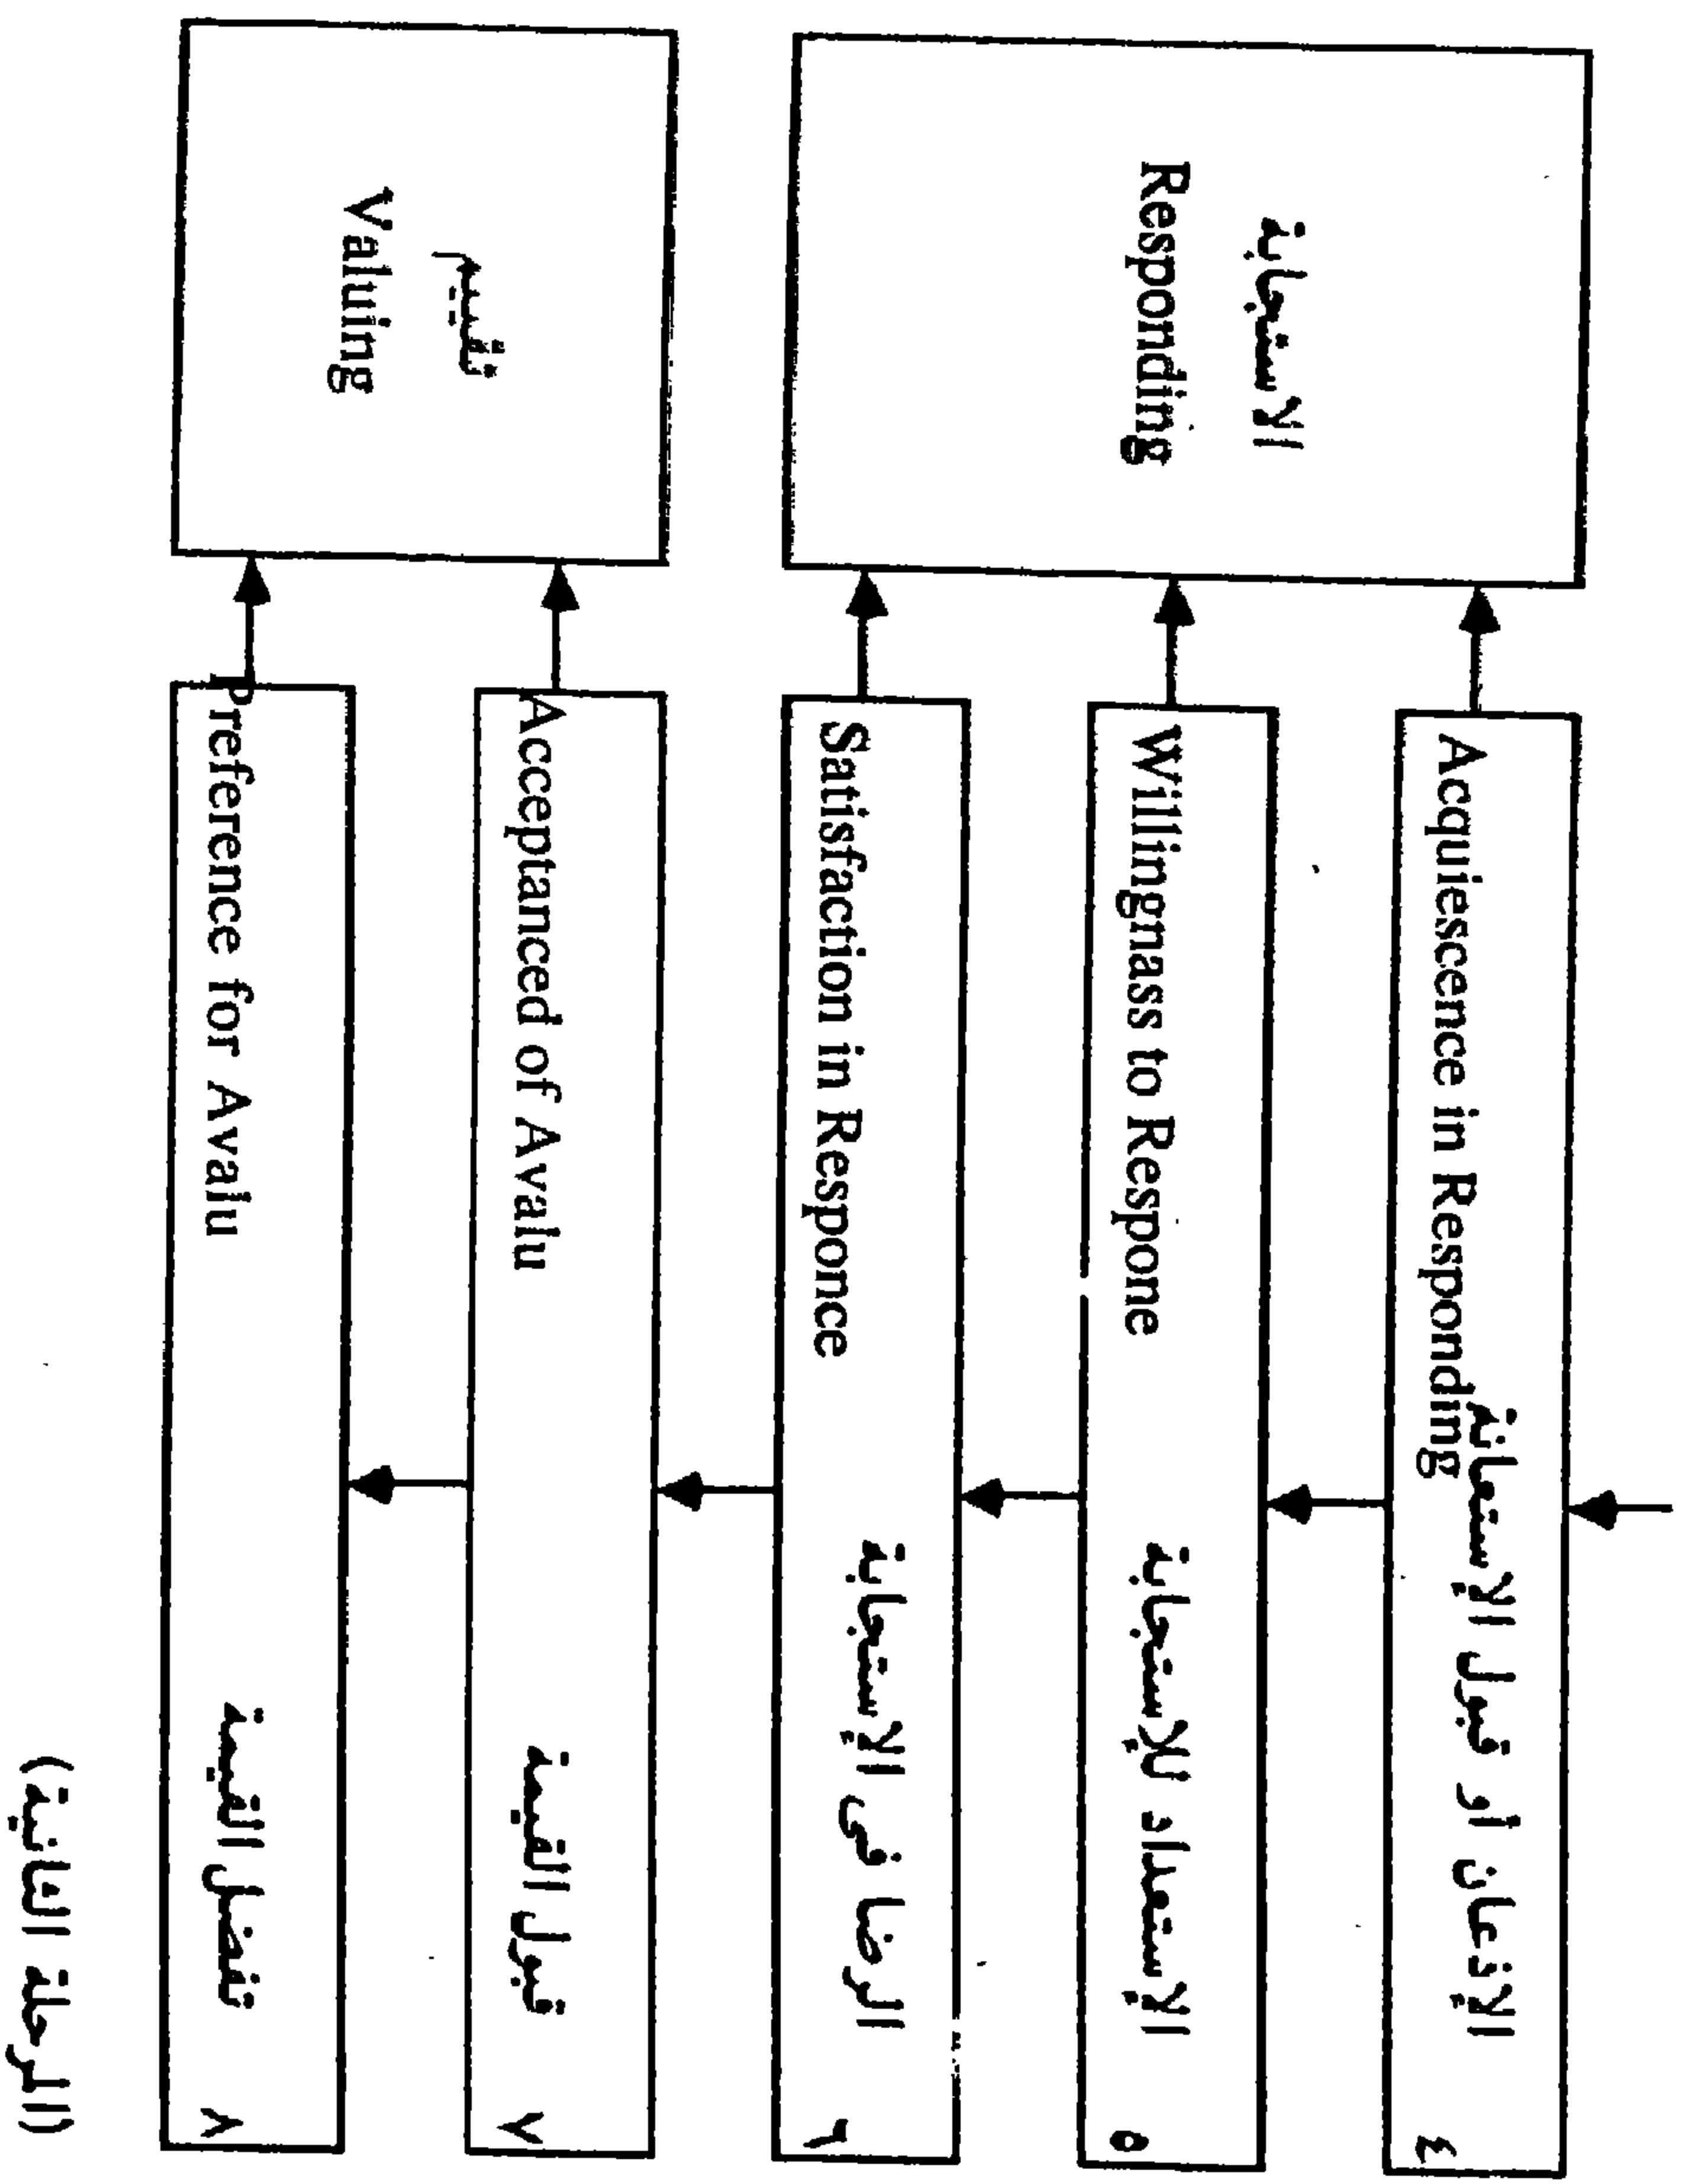 ٤ الإذعان أو قبول الإستعانة
Acquiescence in Responding
الاستجابة
Responding
٥ الإستعداد للإستجابة Willingnass to Respone
٦ الرضا فى الإستجابة Satisfaction in Responce
٧ قبول القيمة Acceptanced of Avalu
تقييم
Valuing
٨ تفضل القيمة Preference for Avalu
(المرحلة الثانية)